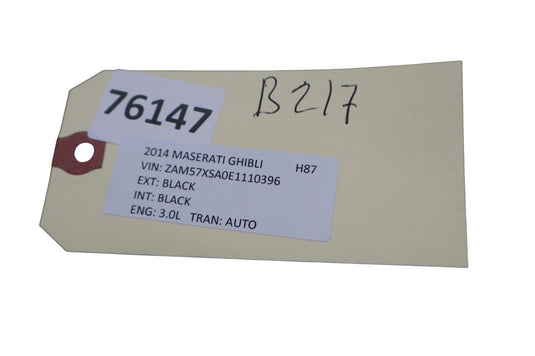 76147
B217
2014 MASERATI GHIBLI H87
VIN: ZAM57XSA0E1110396
EXT: BLACK
INT: BLACK
ENG: 3.0L TRAN: AUTO